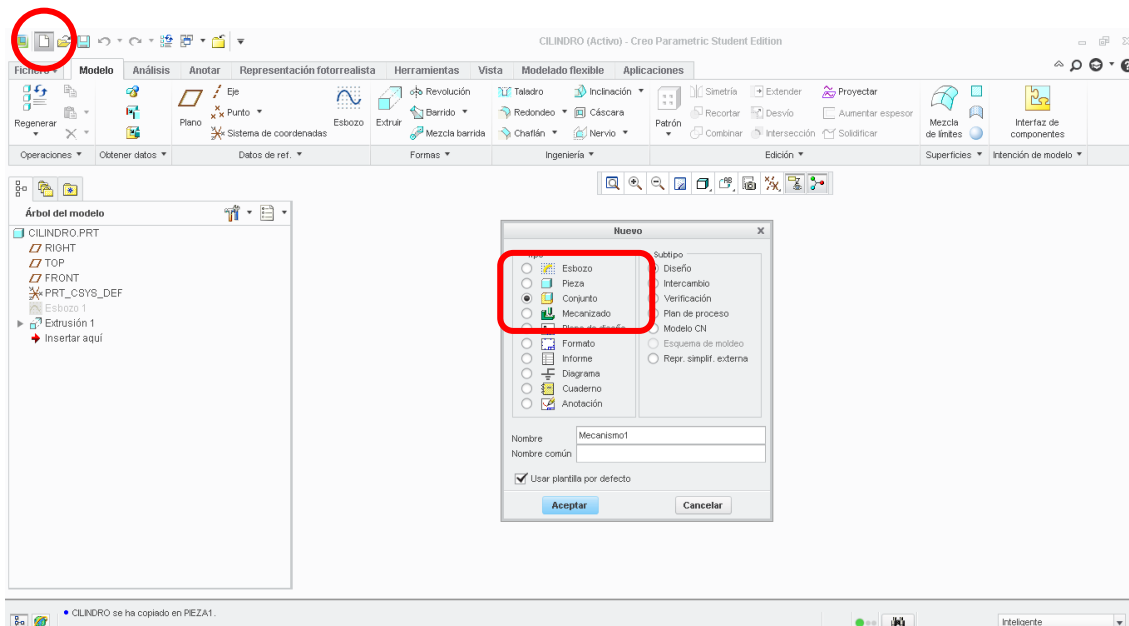 CILINDRO (Activo) - Creo Parametric Student Edition
Fichero Modelo Análisis Anotar Representación fotorrealista Herramientas Vista Modelado flexible Aplicaciones
Regenerar
Operaciones
Obtener datos
Plano
Eje
Punto
Sistema de coordenadas
Datos de ref.
Esbozo
Extruir
Revolución
Barrido
Mezcla barrida
Formas
Taladro
Redondeo
Chaflán
Inclinación
Cáscara
Nervio
Ingeniería
Patrón
Simetría
Recortar
Combinar
Extender
Desvío
Intersección
Proyectar
Aumentar espesor
Solidificar
Edición
Mezcla
de límites
Superficies
Interfaz de
componentes
Intención de modelo
Árbol del modelo
CILINDRO.PRT
RIGHT
TOP
FRONT
PRT_CSYS_DEF
Esbozo 1
Extrusión 1
Insertar aquí
Nuevo
Tipo
Esbozo
Pieza
Conjunto
Mecanizado
Formato
Informe
Diagrama
Cuaderno
Anotación
Subtipo
Diseño
Intercambio
Verificación
Plan de proceso
Modelo CN
Esquema de moldeo
Repr. simplif. externa
Nombre Mecanismo1
Nombre común
Usar plantilla por defecto
Aceptar Cancelar
CILINDRO se ha copiado en PIEZA1.
Inteligente